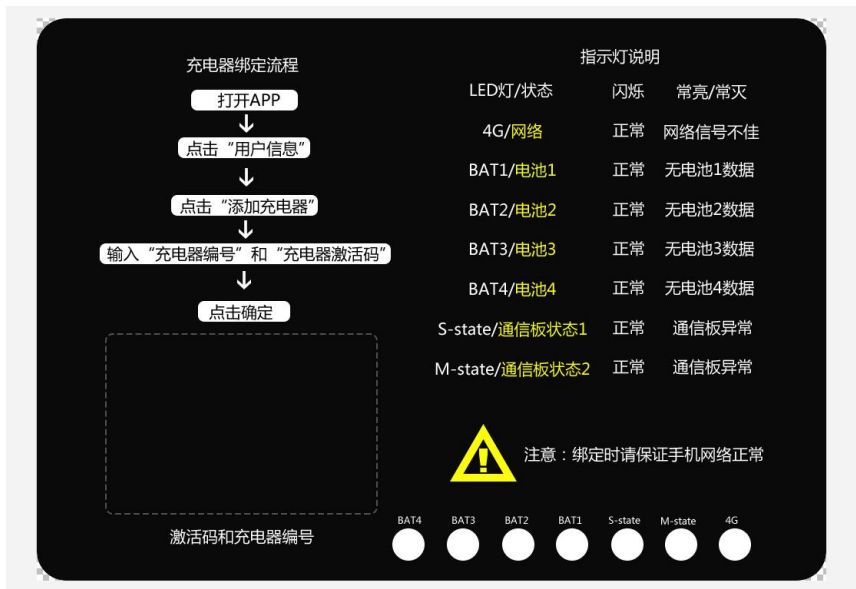 充电器绑定流程
打开APP
点击“用户信息”
点击“添加充电器”
输入“充电器编号”和“充电器激活码”
点击确定
激活码和充电器编号
指示灯说明
LED灯/状态 闪烁 常亮/常灭
4G/网络 正常 网络信号不佳
BAT1/电池1 正常 无电池1数据
BAT2/电池2 正常 无电池2数据
BAT3/电池3 正常 无电池3数据
BAT4/电池4 正常 无电池4数据
S-state/通信板状态1 正常 通信板异常
M-state/通信板状态2 正常 通信板异常
注意：绑定时请保证手机网络正常
BAT4 BAT3 BAT2 BAT1 S-state M-state 4G